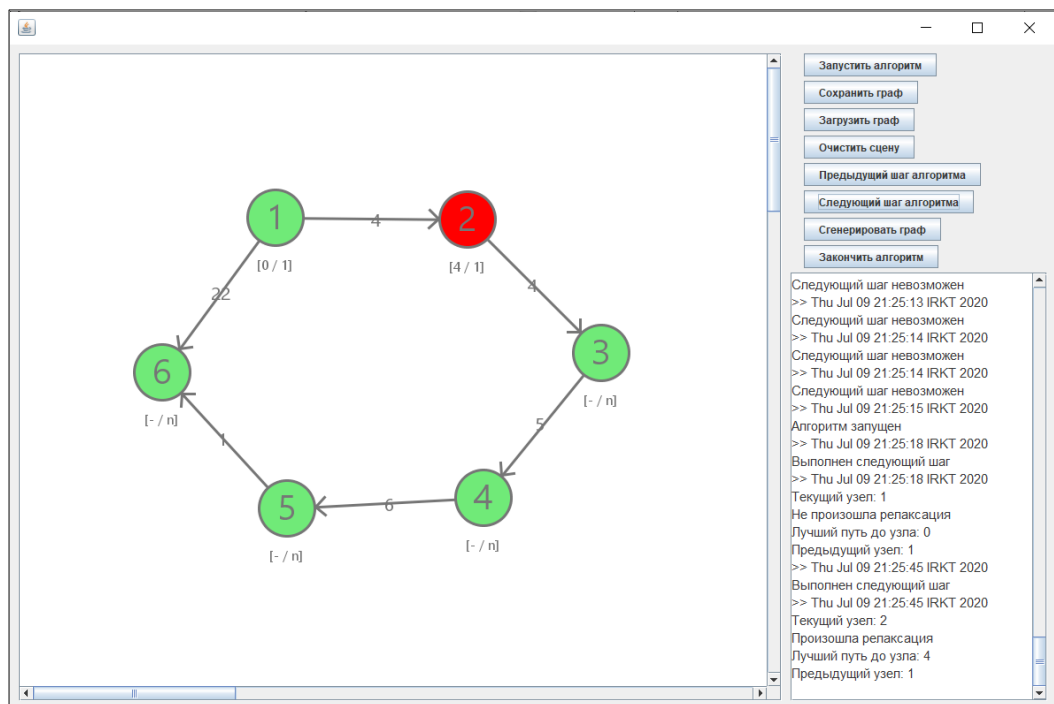 Запустить алгоритм
Сохранить граф
Загрузить граф
Очистить сцену
Предыдущий шаг алгоритма
Следующий шаг алгоритма
Сгенерировать граф
Закончить алгоритм
1
4
2
[0 / 1]
[4 / 1]
22
4
3
6
[- / n]
[- / n]
5
1
4
5
6
[- / n]
[- / n]
Следующий шаг невозможен
>> Thu Jul 09 21:25:13 IRKT 2020
Следующий шаг невозможен
>> Thu Jul 09 21:25:14 IRKT 2020
Следующий шаг невозможен
>> Thu Jul 09 21:25:14 IRKT 2020
Следующий шаг невозможен
>> Thu Jul 09 21:25:15 IRKT 2020
Алгоритм запущен
>> Thu Jul 09 21:25:18 IRKT 2020
Выполнен следующий шаг
>> Thu Jul 09 21:25:18 IRKT 2020
Текущий узел: 1
Не произошла релаксация
Лучший путь до узла: 0
Предыдущий узел: 1
>> Thu Jul 09 21:25:45 IRKT 2020
Выполнен следующий шаг
>> Thu Jul 09 21:25:45 IRKT 2020
Текущий узел: 2
Произошла релаксация
Лучший путь до узла: 4
Предыдущий узел: 1